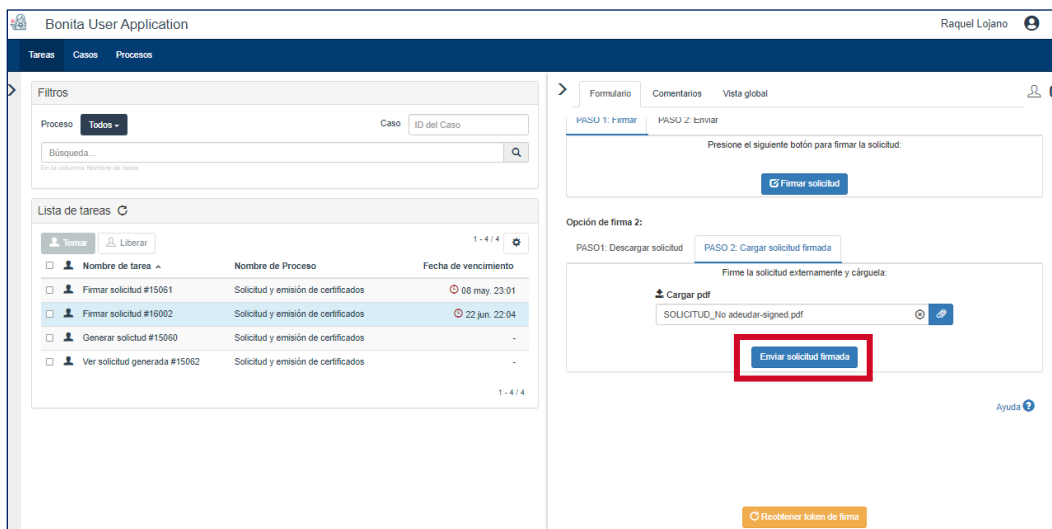 Bonita User Application
Raquel Lojano
Tareas Casos Procesos
Filtros
Proceso Todos Caso ID del Caso
Búsqueda...
En la columna Nombre de tarea
Lista de tareas
Tomar Liberar 1 - 4 / 4
Nombre de tarea Nombre de Proceso Fecha de vencimiento
Firmar solicitud #15061 Solicitud y emisión de certificados 08 may. 23:01
Firmar solicitud #16002 Solicitud y emisión de certificados 22 jun. 22:04
Generar solictud #15060 Solicitud y emisión de certificados -
Ver solicitud generada #15062 Solicitud y emisión de certificados -
1 - 4 / 4
Formulario Comentarios Vista global
PASO 1: Firmar PASO 2: Enviar
Presione el siguiente botón para firmar la solicitud:
Firmar solicitud
Opción de firma 2:
PASO1: Descargar solicitud PASO 2: Cargar solicitud firmada
Firme la solicitud externamente y cárguela:
Cargar pdf
SOLICITUD_No adeudar-signed.pdf
Enviar solicitud firmada
Ayuda
Reobtener token de firma